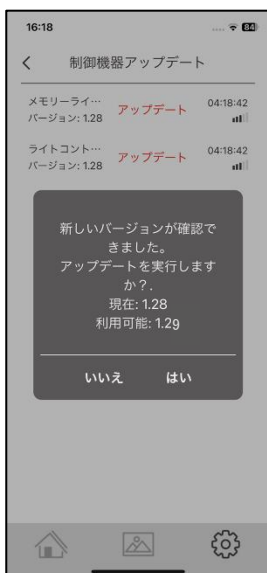 16:18
84
制御機器アップデート
メモリーライ…
バージョン: 1.28
アップデート
04:18:42
ライトコント…
バージョン: 1.28
アップデート
04:18:42
新しいバージョンが確認で
きました。
アップデートを実行します
か？.
現在: 1.28
利用可能: 1.29
いいえ
はい